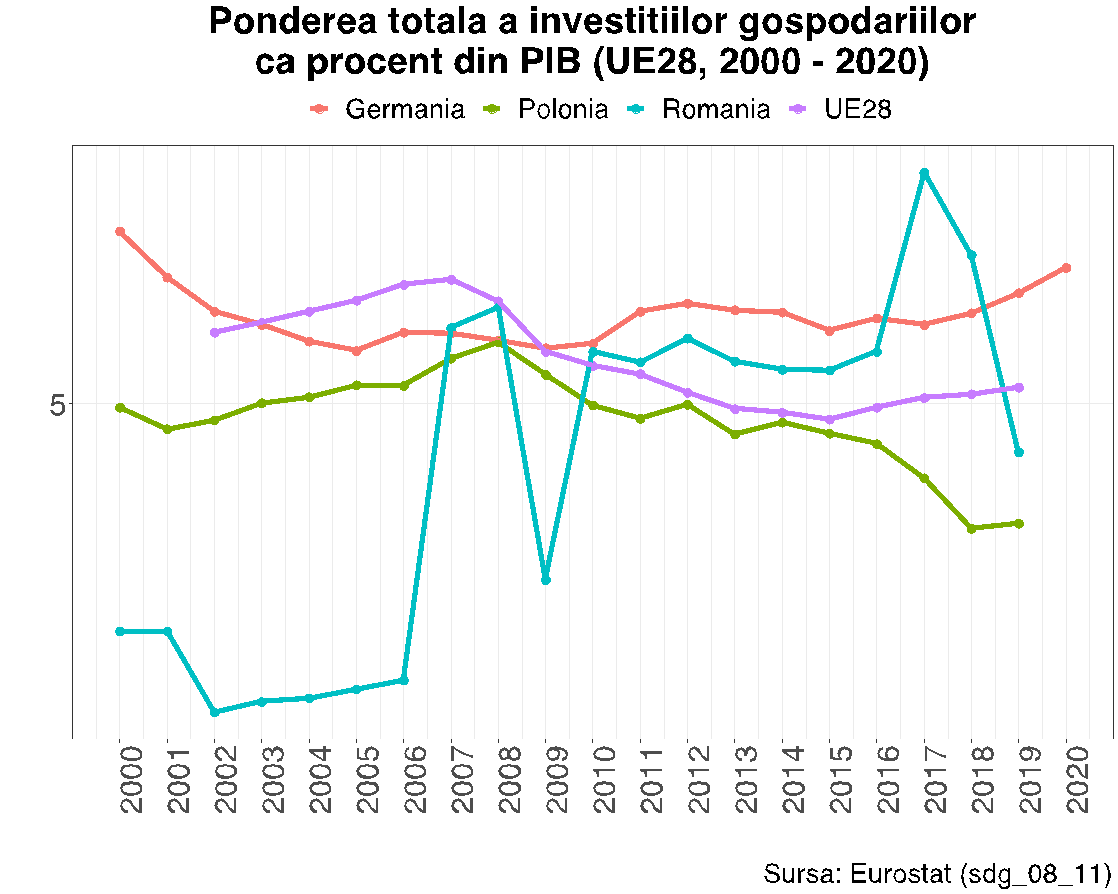 Ponderea totala a investitiilor gospodariilor
ca procent din PIB (UE28, 2000 - 2020)
Germania Polonia Romania UE28
5
2000 2001 2002 2003 2004 2005 2006 2007 2008 2009 2010 2011 2012 2013 2014 2015 2016 2017 2018 2019 2020
Sursa: Eurostat (sdg_08_11)